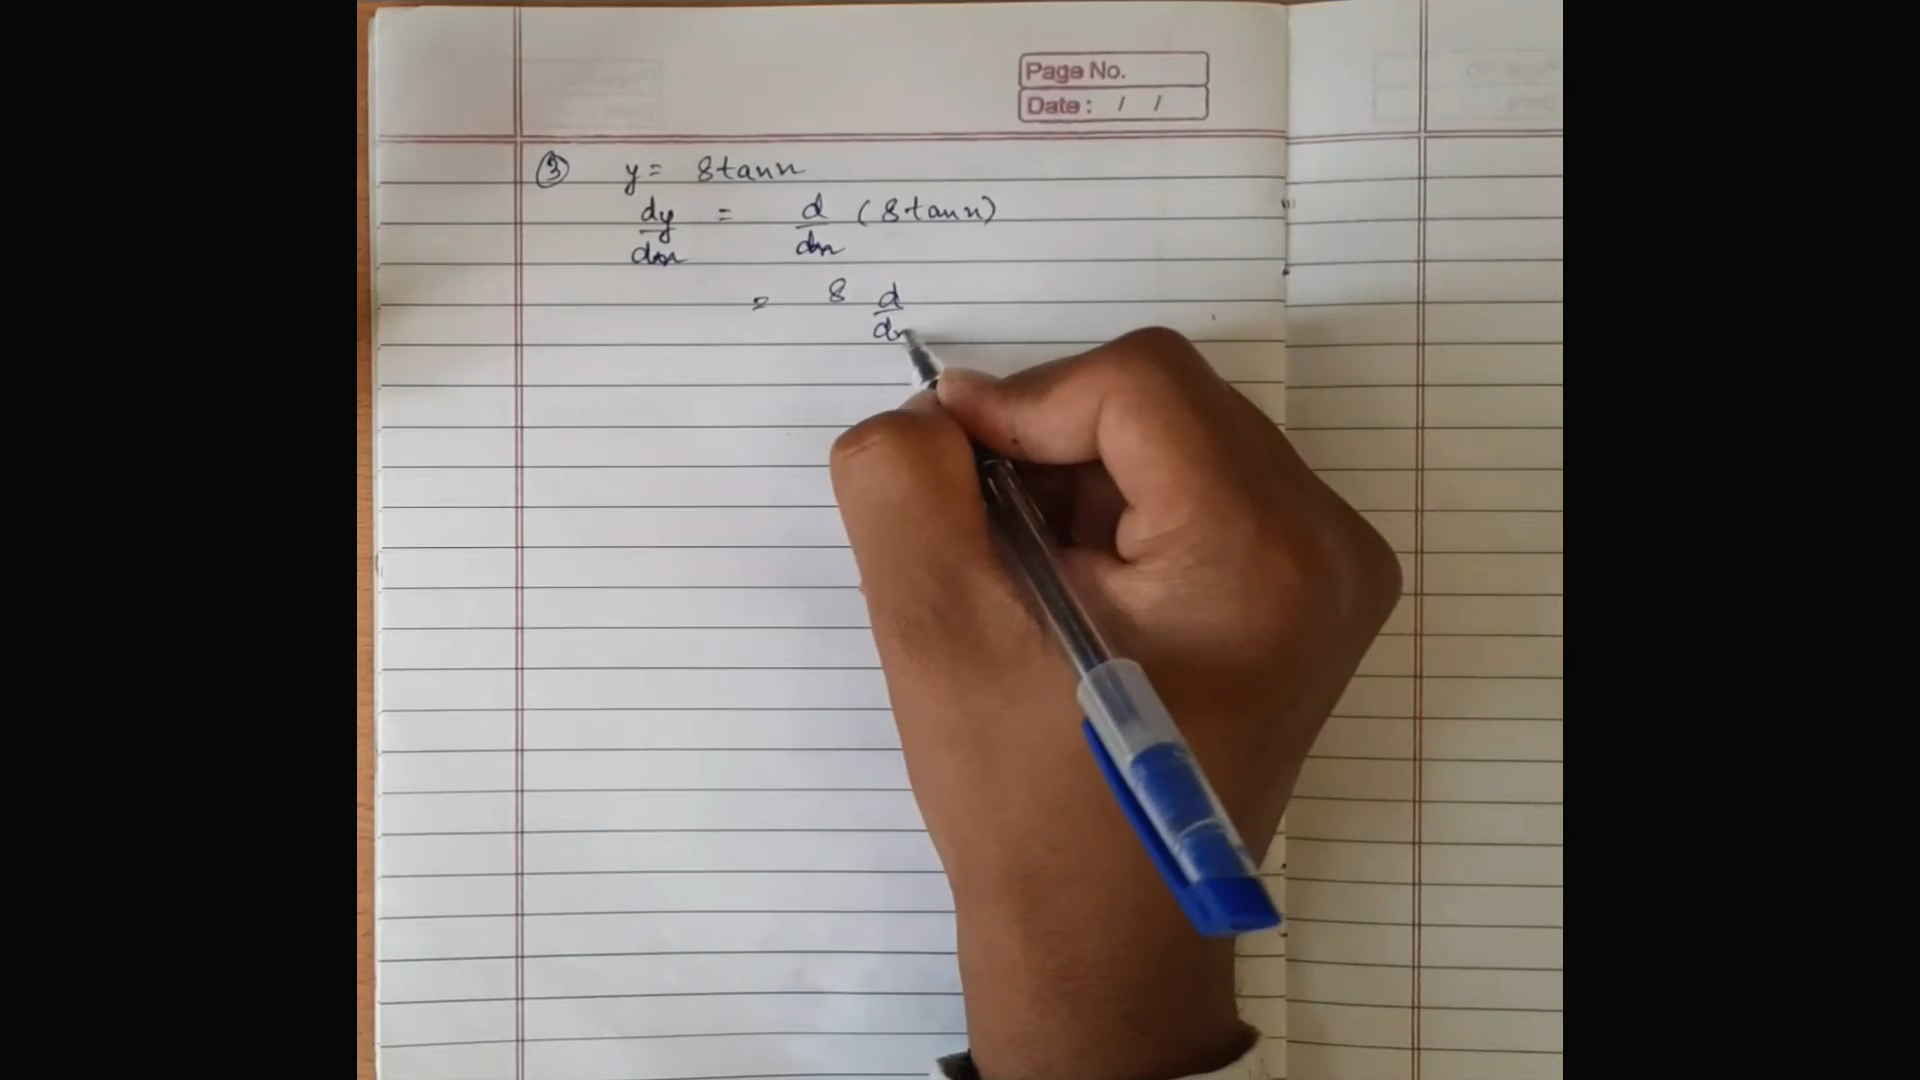 Page No.
Date : / /
③ y = 8tanx
dy/dx = d/dx (8tanx)
= 8 d/dx